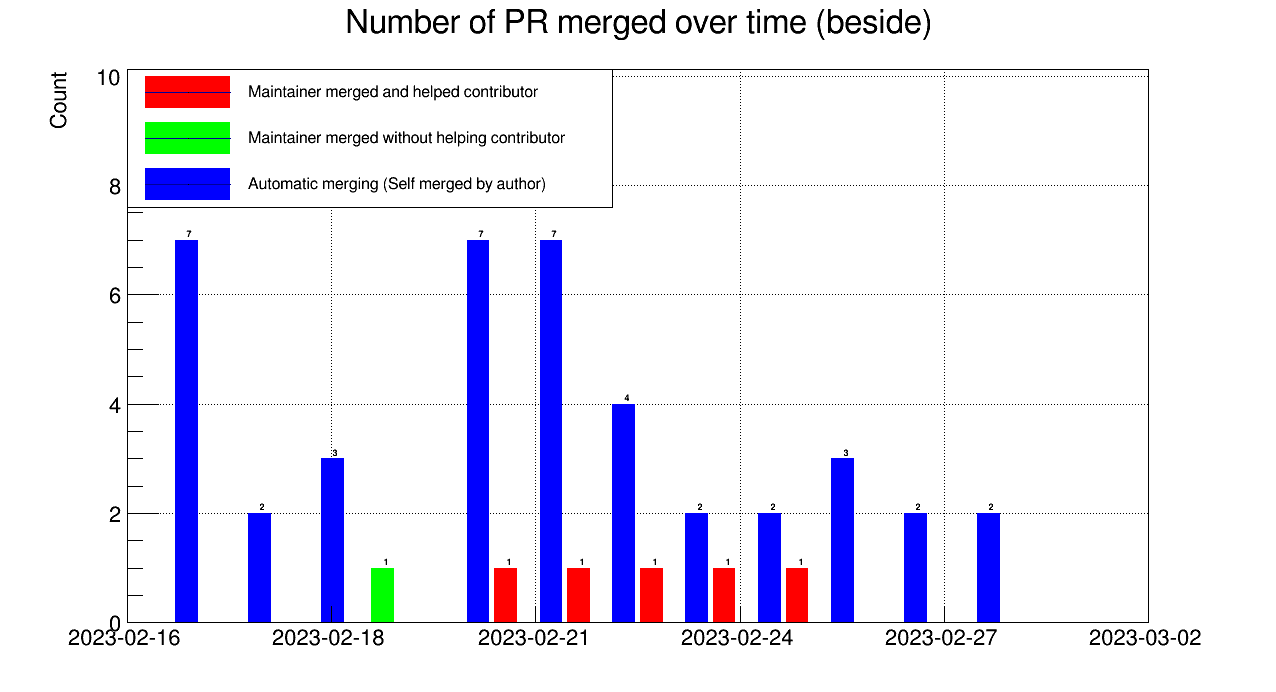 Number of PR merged over time (beside)
Count
10
Maintainer merged and helped contributor
Maintainer merged without helping contributor
8
Automatic merging (Self merged by author)
7 7 7
6
4
4
3 3
2
2 2 2 2 2
1 1 1 1 1 1
0
2023-02-16 2023-02-18 2023-02-21 2023-02-24 2023-02-27 2023-03-02